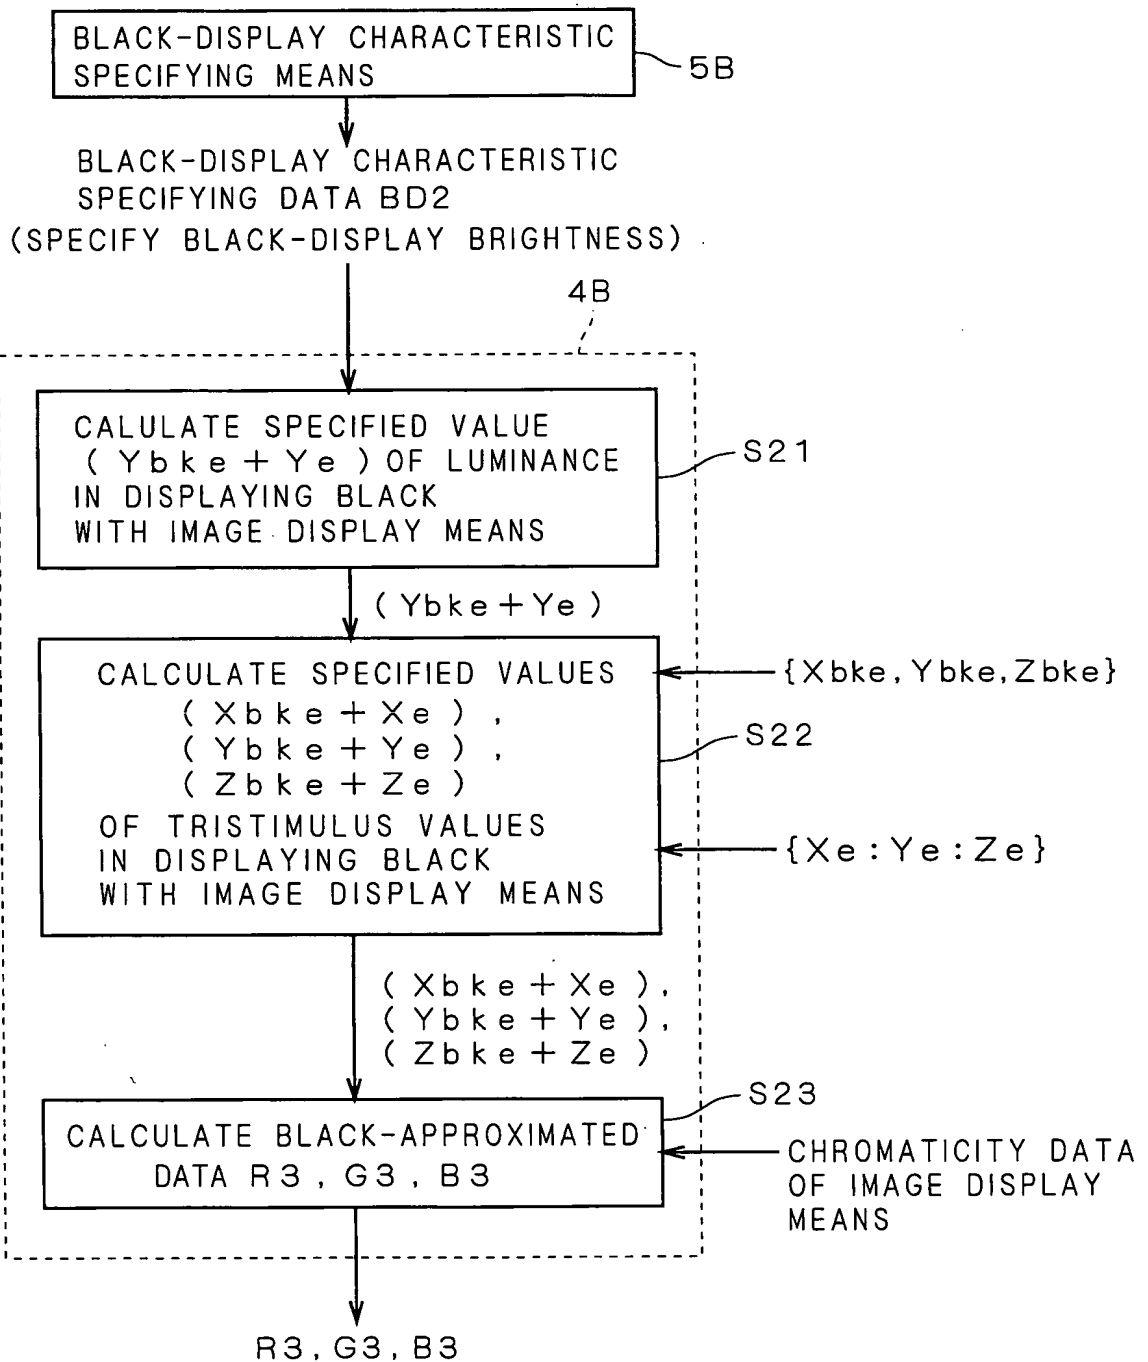 BLACK-DISPLAY CHARACTERISTIC
SPECIFYING MEANS
5B
BLACK-DISPLAY CHARACTERISTIC
SPECIFYING DATA BD2
(SPECIFY BLACK-DISPLAY BRIGHTNESS)
4B
CALULATE SPECIFIED VALUE
(Ybke+Ye) OF LUMINANCE
IN DISPLAYING BLACK
WITH IMAGE DISPLAY MEANS
S21
(Ybke+Ye)
CALCULATE SPECIFIED VALUES
(Xbke+Xe),
(Ybke+Ye),
(Zbke+Ze)
OF TRISTIMULUS VALUES
IN DISPLAYING BLACK
WITH IMAGE DISPLAY MEANS
{Xbke,Ybke,Zbke}
S22
{Xe:Ye:Ze}
(Xbke+Xe),
(Ybke+Ye),
(Zbke+Ze)
S23
CALCULATE BLACK-APPROXIMATED
DATA R3, G3, B3
CHROMATICITY DATA
OF IMAGE DISPLAY
MEANS
R3, G3, B3